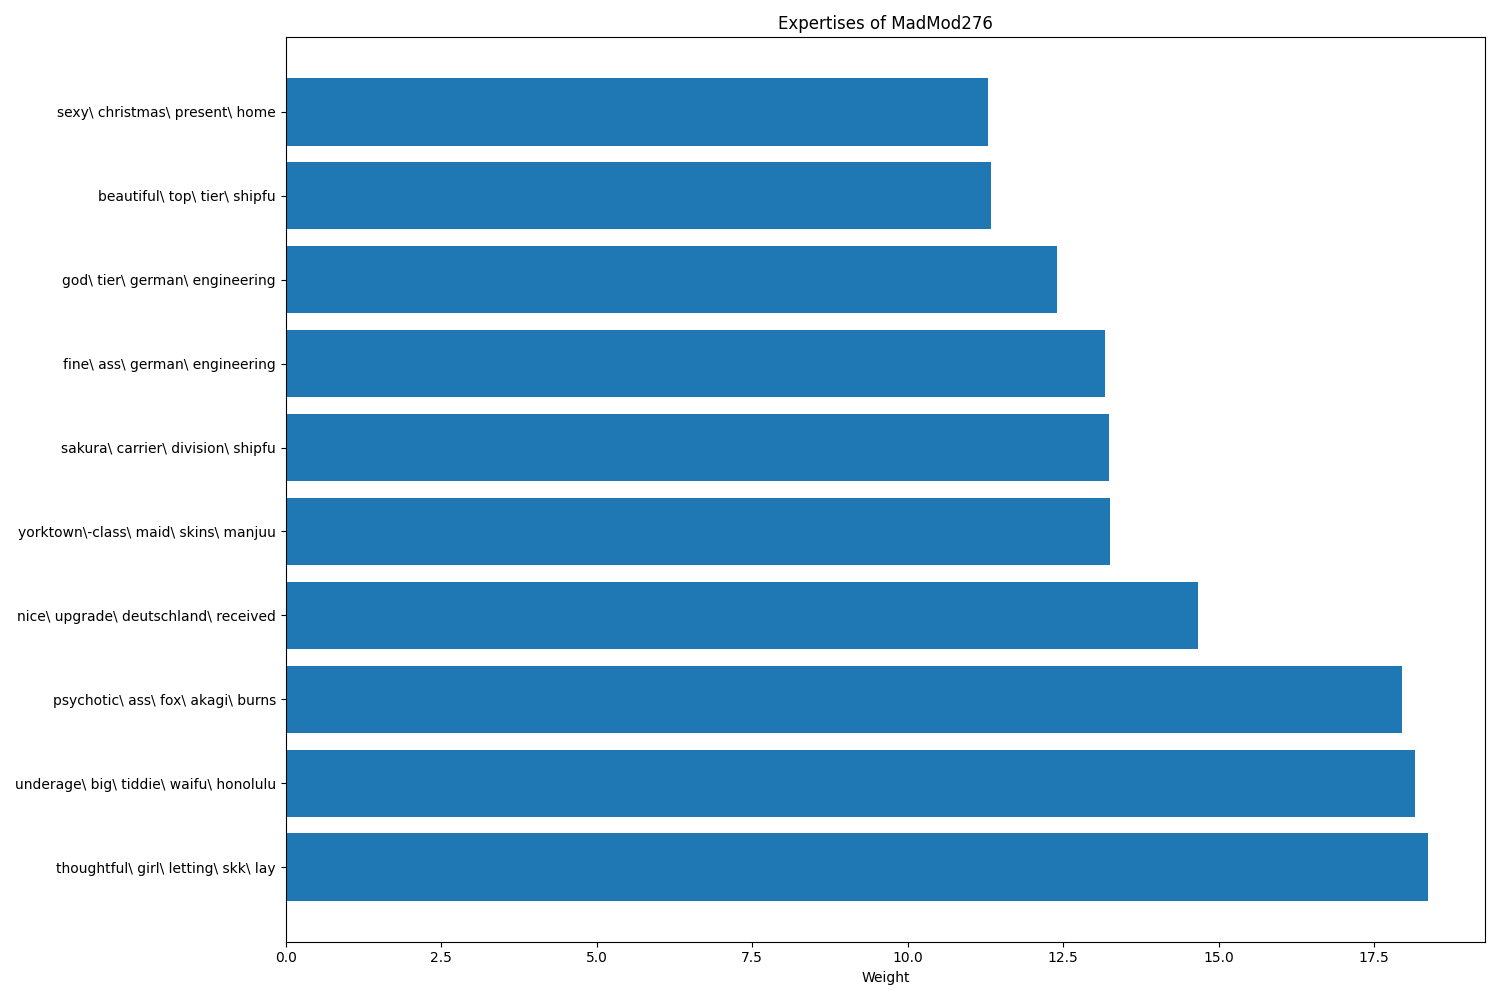 Expertises of MadMod276
sexy\ christmas\ present\ home
beautiful\ top\ tier\ shipfu
god\ tier\ german\ engineering
fine\ ass\ german\ engineering
sakura\ carrier\ division\ shipfu
yorktown\-class\ maid\ skins\ manjuu
nice\ upgrade\ deutschland\ received
psychotic\ ass\ fox\ akagi\ burns
underage\ big\ tiddie\ waifu\ honolulu
thoughtful\ girl\ letting\ skk\ lay
0.0 2.5 5.0 7.5 10.0 12.5 15.0 17.5
Weight